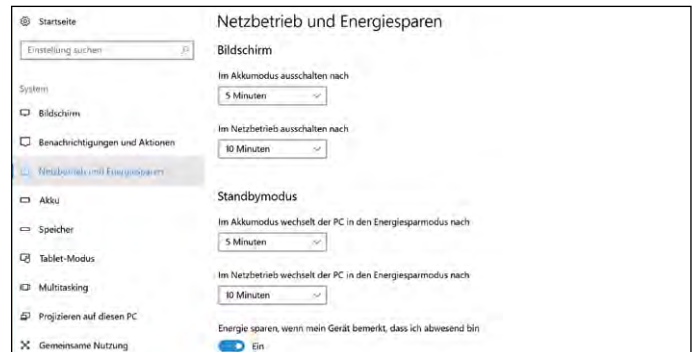 Startseite
Einstellung suchen
System
Bildschirm
Benachrichtigungen und Aktionen
Netzbetrieb und Energiesparen
Akku
Speicher
Tablet-Modus
Multitasking
Projizieren auf diesen PC
Gemeinsame Nutzung
Netzbetrieb und Energiesparen
Bildschirm
Im Akkumodus ausschalten nach
5 Minuten
Im Netzbetrieb ausschalten nach
10 Minuten
Standbymodus
Im Akkumodus wechselt der PC in den Energiesparmodus nach
5 Minuten
Im Netzbetrieb wechselt der PC in den Energiesparmodus nach
10 Minuten
Energie sparen, wenn mein Gerät bemerkt, dass ich abwesend bin
Ein